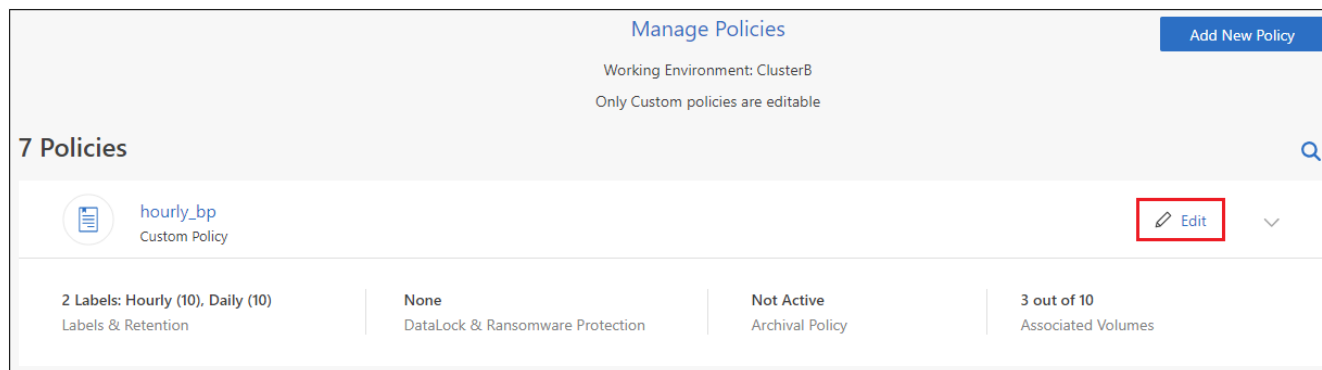 Manage Policies
Add New Policy
Working Environment: ClusterB
Only Custom policies are editable
7 Policies
hourly_bp
Custom Policy
Edit
2 Labels: Hourly (10), Daily (10)
Labels & Retention
None
DataLock & Ransomware Protection
Not Active
Archival Policy
3 out of 10
Associated Volumes